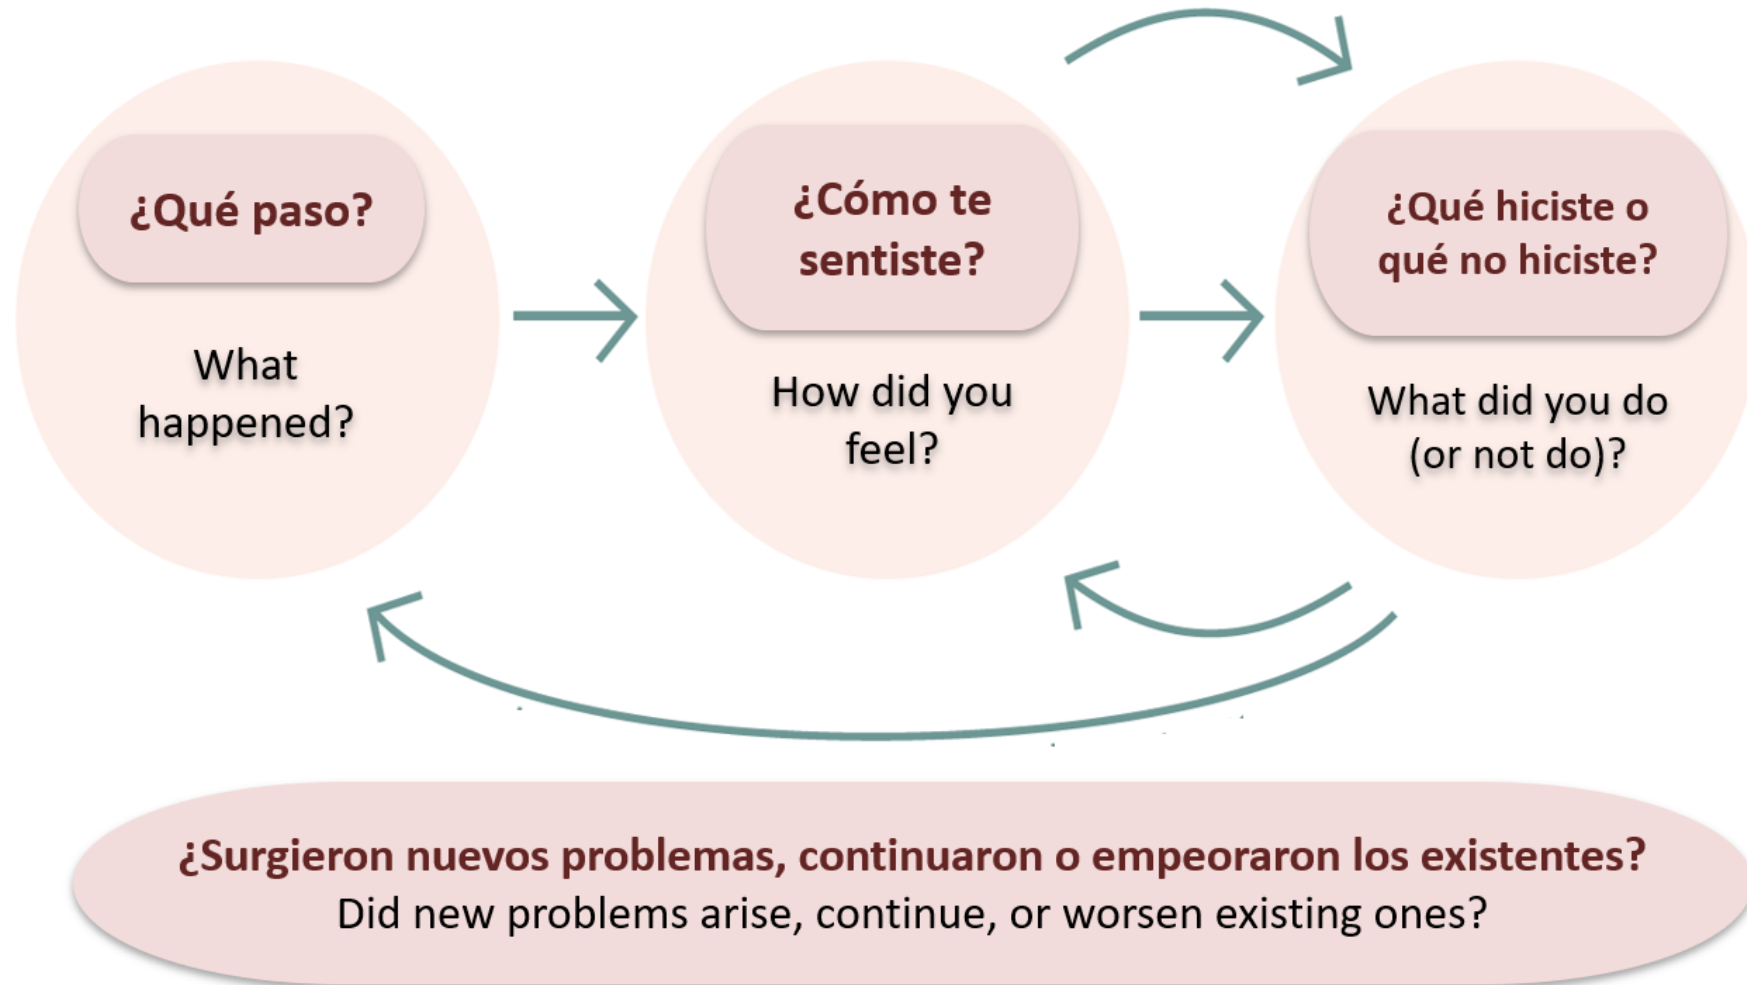 ¿Qué paso?
What
happened?
¿Cómo te
sentiste?
How did you
feel?
¿Qué hiciste o
qué no hiciste?
What did you do
(or not do)?
¿Surgieron nuevos problemas, continuaron o empeoraron los existentes?
Did new problems arise, continue, or worsen existing ones?